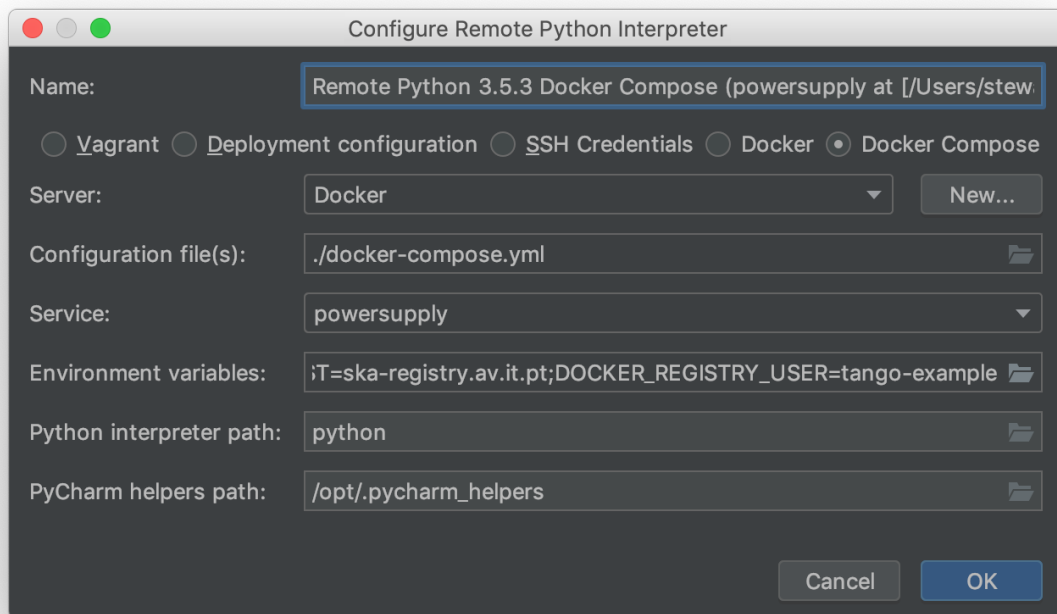 Configure Remote Python Interpreter
Name: Remote Python 3.5.3 Docker Compose (powersupply at [/Users/stew
Vagrant Deployment configuration SSH Credentials Docker Docker Compose
Server: Docker New...
Configuration file(s): ./docker-compose.yml
Service: powersupply
Environment variables: ST=ska-registry.av.it.pt;DOCKER_REGISTRY_USER=tango-example
Python interpreter path: python
PyCharm helpers path: /opt/.pycharm_helpers
Cancel OK